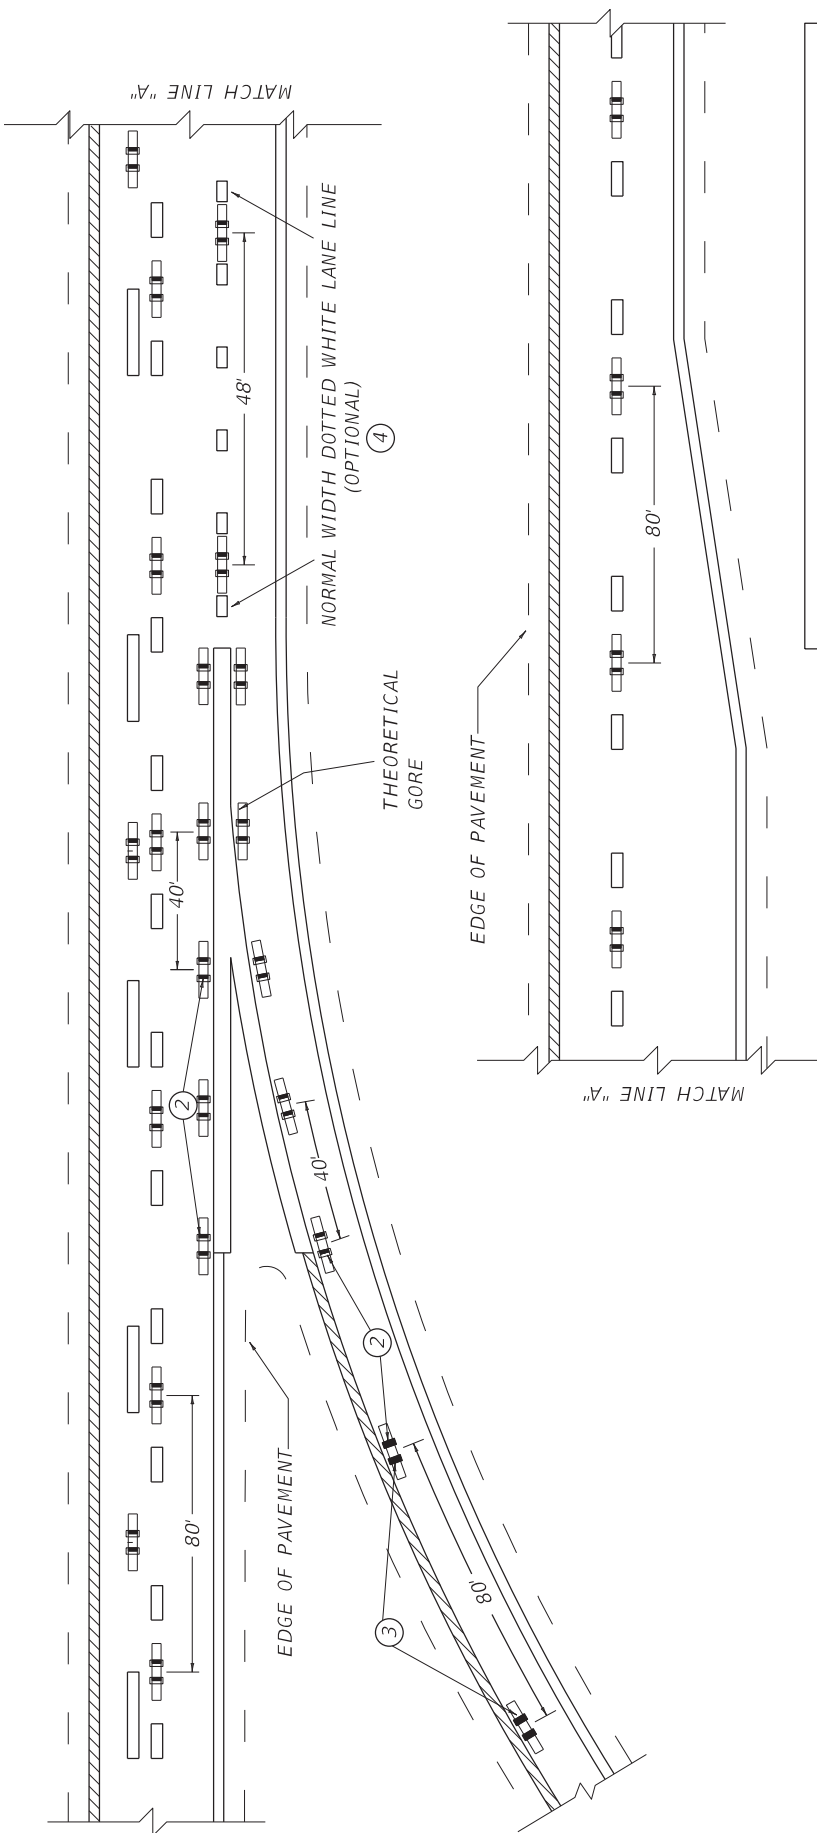 MATCH LINE "A"
NORMAL WIDTH DOTTED WHITE LANE LINE
(OPTIONAL)
4
48'
THEORETICAL
GORE
40'
2
40'
2
EDGE OF PAVEMENT
80'
3
80'
80'
EDGE OF PAVEMENT
MATCH LINE "A"